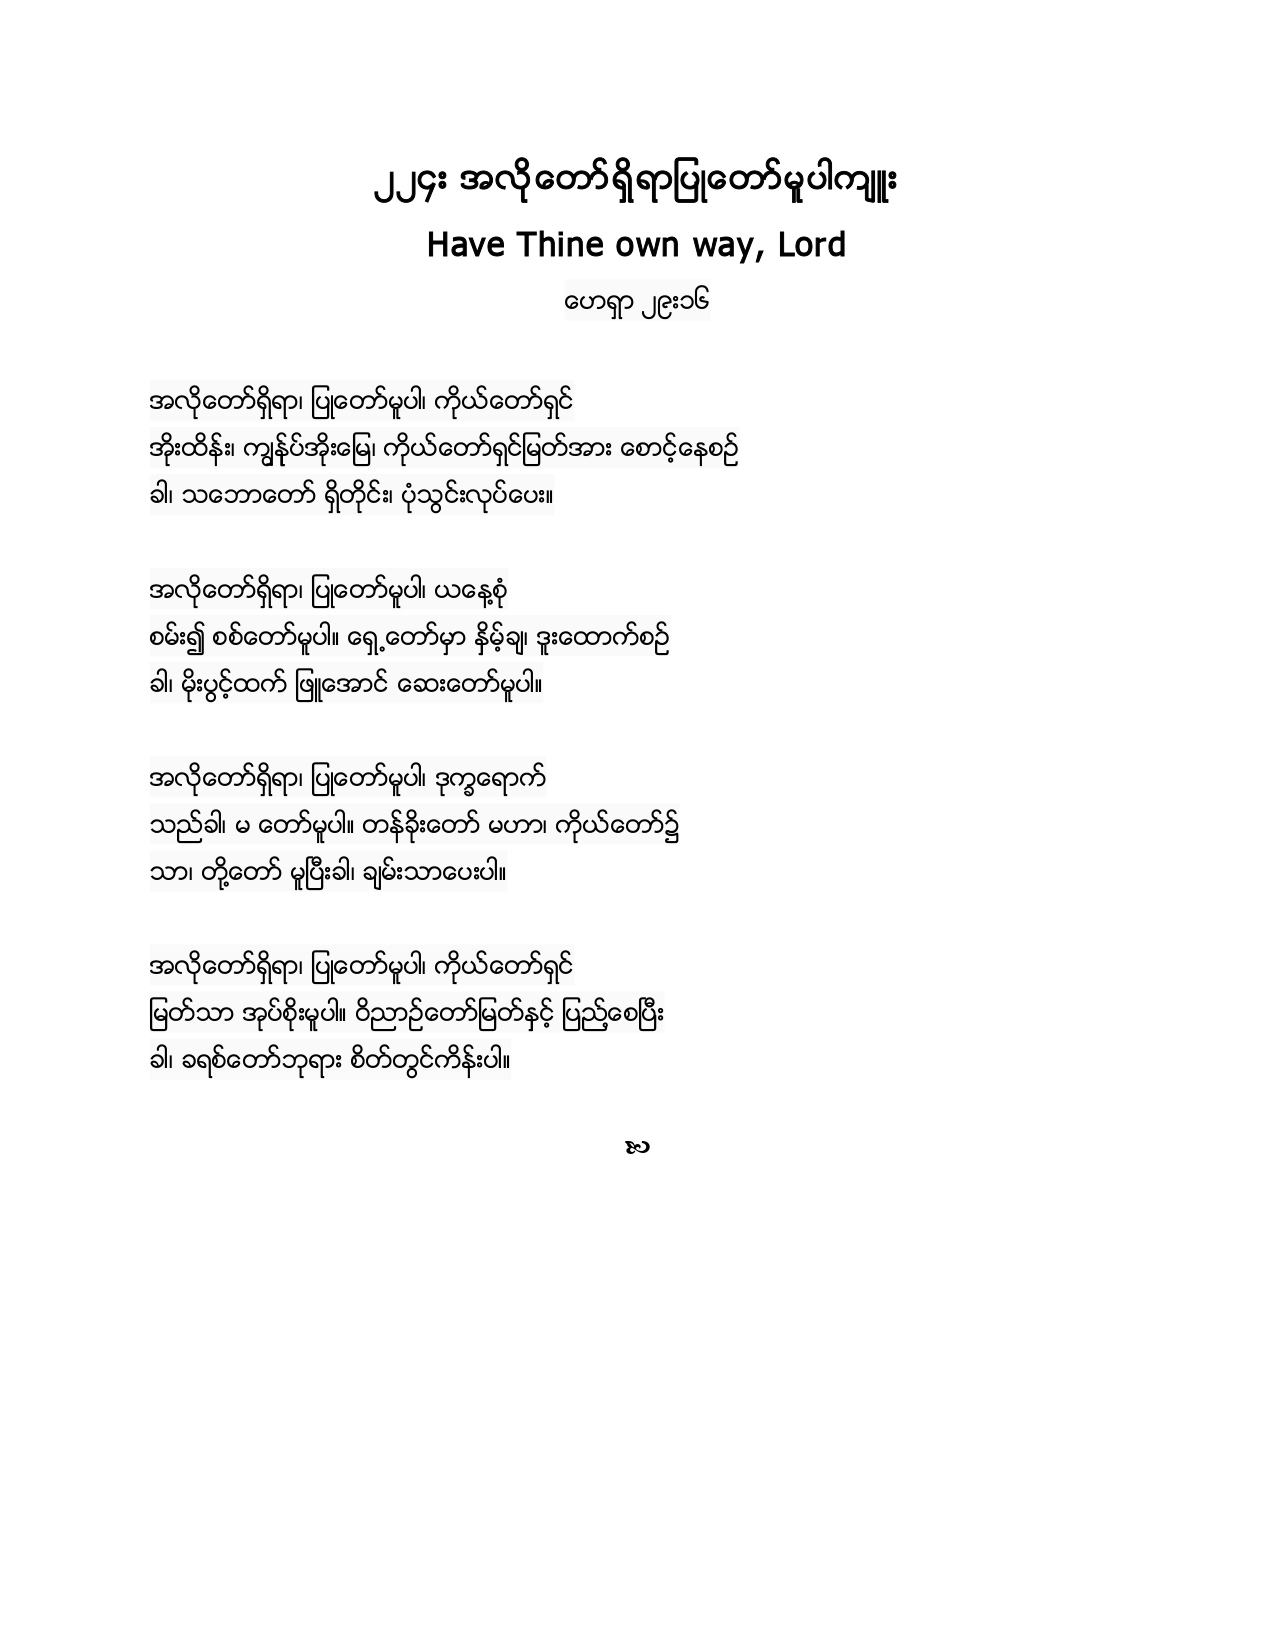 ၂၂၄း အလိုတော်ရှိရာပြုတော်မူပါကျူး
Have Thine own way, Lord
ဟေရှာ ၂၉း၁၆
အလိုတော်ရှိရာ၊ ပြုတော်မူပါ၊ ကိုယ်တော်ရှင်
အိုးထိန်း၊ ကျွန်ုပ်အိုးမြေ၊ ကိုယ်တော်ရှင်မြတ်အား စောင့်နေစဉ်
ခါ၊ သဘောတော် ရှိတိုင်း၊ ပုံသွင်းလုပ်ပေး။
အလိုတော်ရှိရာ၊ ပြုတော်မူပါ၊ ယနေ့စုံ
စမ်း၍ စစ်တော်မူပါ။ ရှေ့တော်မှာ နှိမ့်ချ၊ ဒူးထောက်စဉ်
ခါ၊ မိုးပွင့်ထက် ဖြူအောင် ဆေးတော်မူပါ။
အလိုတော်ရှိရာ၊ ပြုတော်မူပါ၊ ဒုက္ခရောက်
သည်ခါ၊ မ တော်မူပါ။ တန်ခိုးတော် မဟာ၊ ကိုယ်တော်၌
သာ၊ တို့တော် မူပြီးခါ၊ ချမ်းသာပေးပါ။
အလိုတော်ရှိရာ၊ ပြုတော်မူပါ၊ ကိုယ်တော်ရှင်
မြတ်သာ အုပ်စိုးမူပါ။ ဝိညာဉ်တော်မြတ်နှင့် ပြည့်စေပြီး
ခါ၊ ခရစ်တော်ဘုရား စိတ်တွင်ကိန်းပါ။